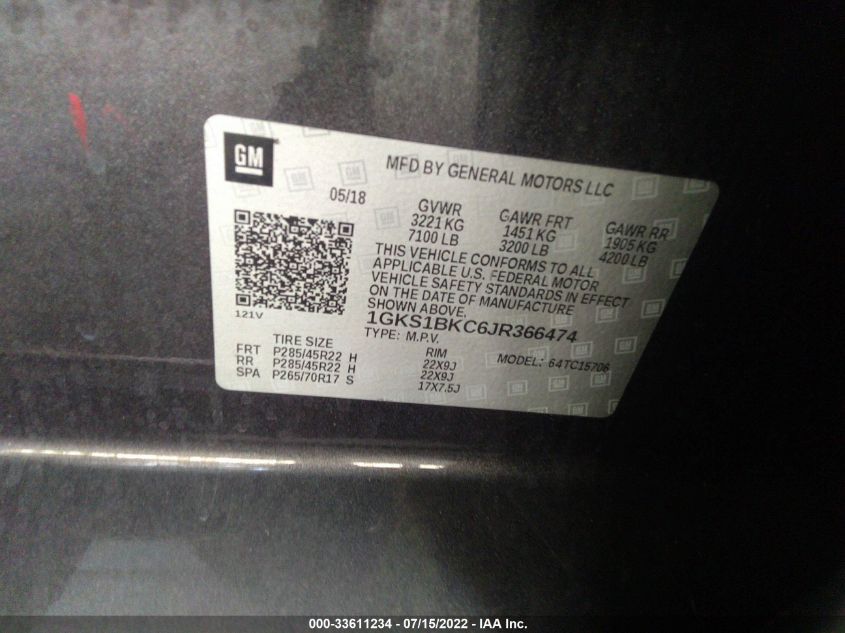 GM
MFD BY GENERAL MOTORS LLC
05/18
GVWR GAWR FRT GAWR RR
3221 KG 1451 KG 1905 KG
7100 LB 3200 LB 4200 LB
THIS VEHICLE CONFORMS TO ALL
APPLICABLE U.S. FEDERAL MOTOR
VEHICLE SAFETY STANDARDS IN EFFECT
ON THE DATE OF MANUFACTURE
SHOWN ABOVE.
121V
1GKS1BKC6JR366474
TYPE: M.P.V. MODEL: 64TC15706
TIRE SIZE RIM
FRT P285/45R22 H 22X9J
RR P285/45R22 H 22X9J
SPA P265/70R17 S 17X7.5J
000-33611234 - 07/15/2022 - IAA Inc.